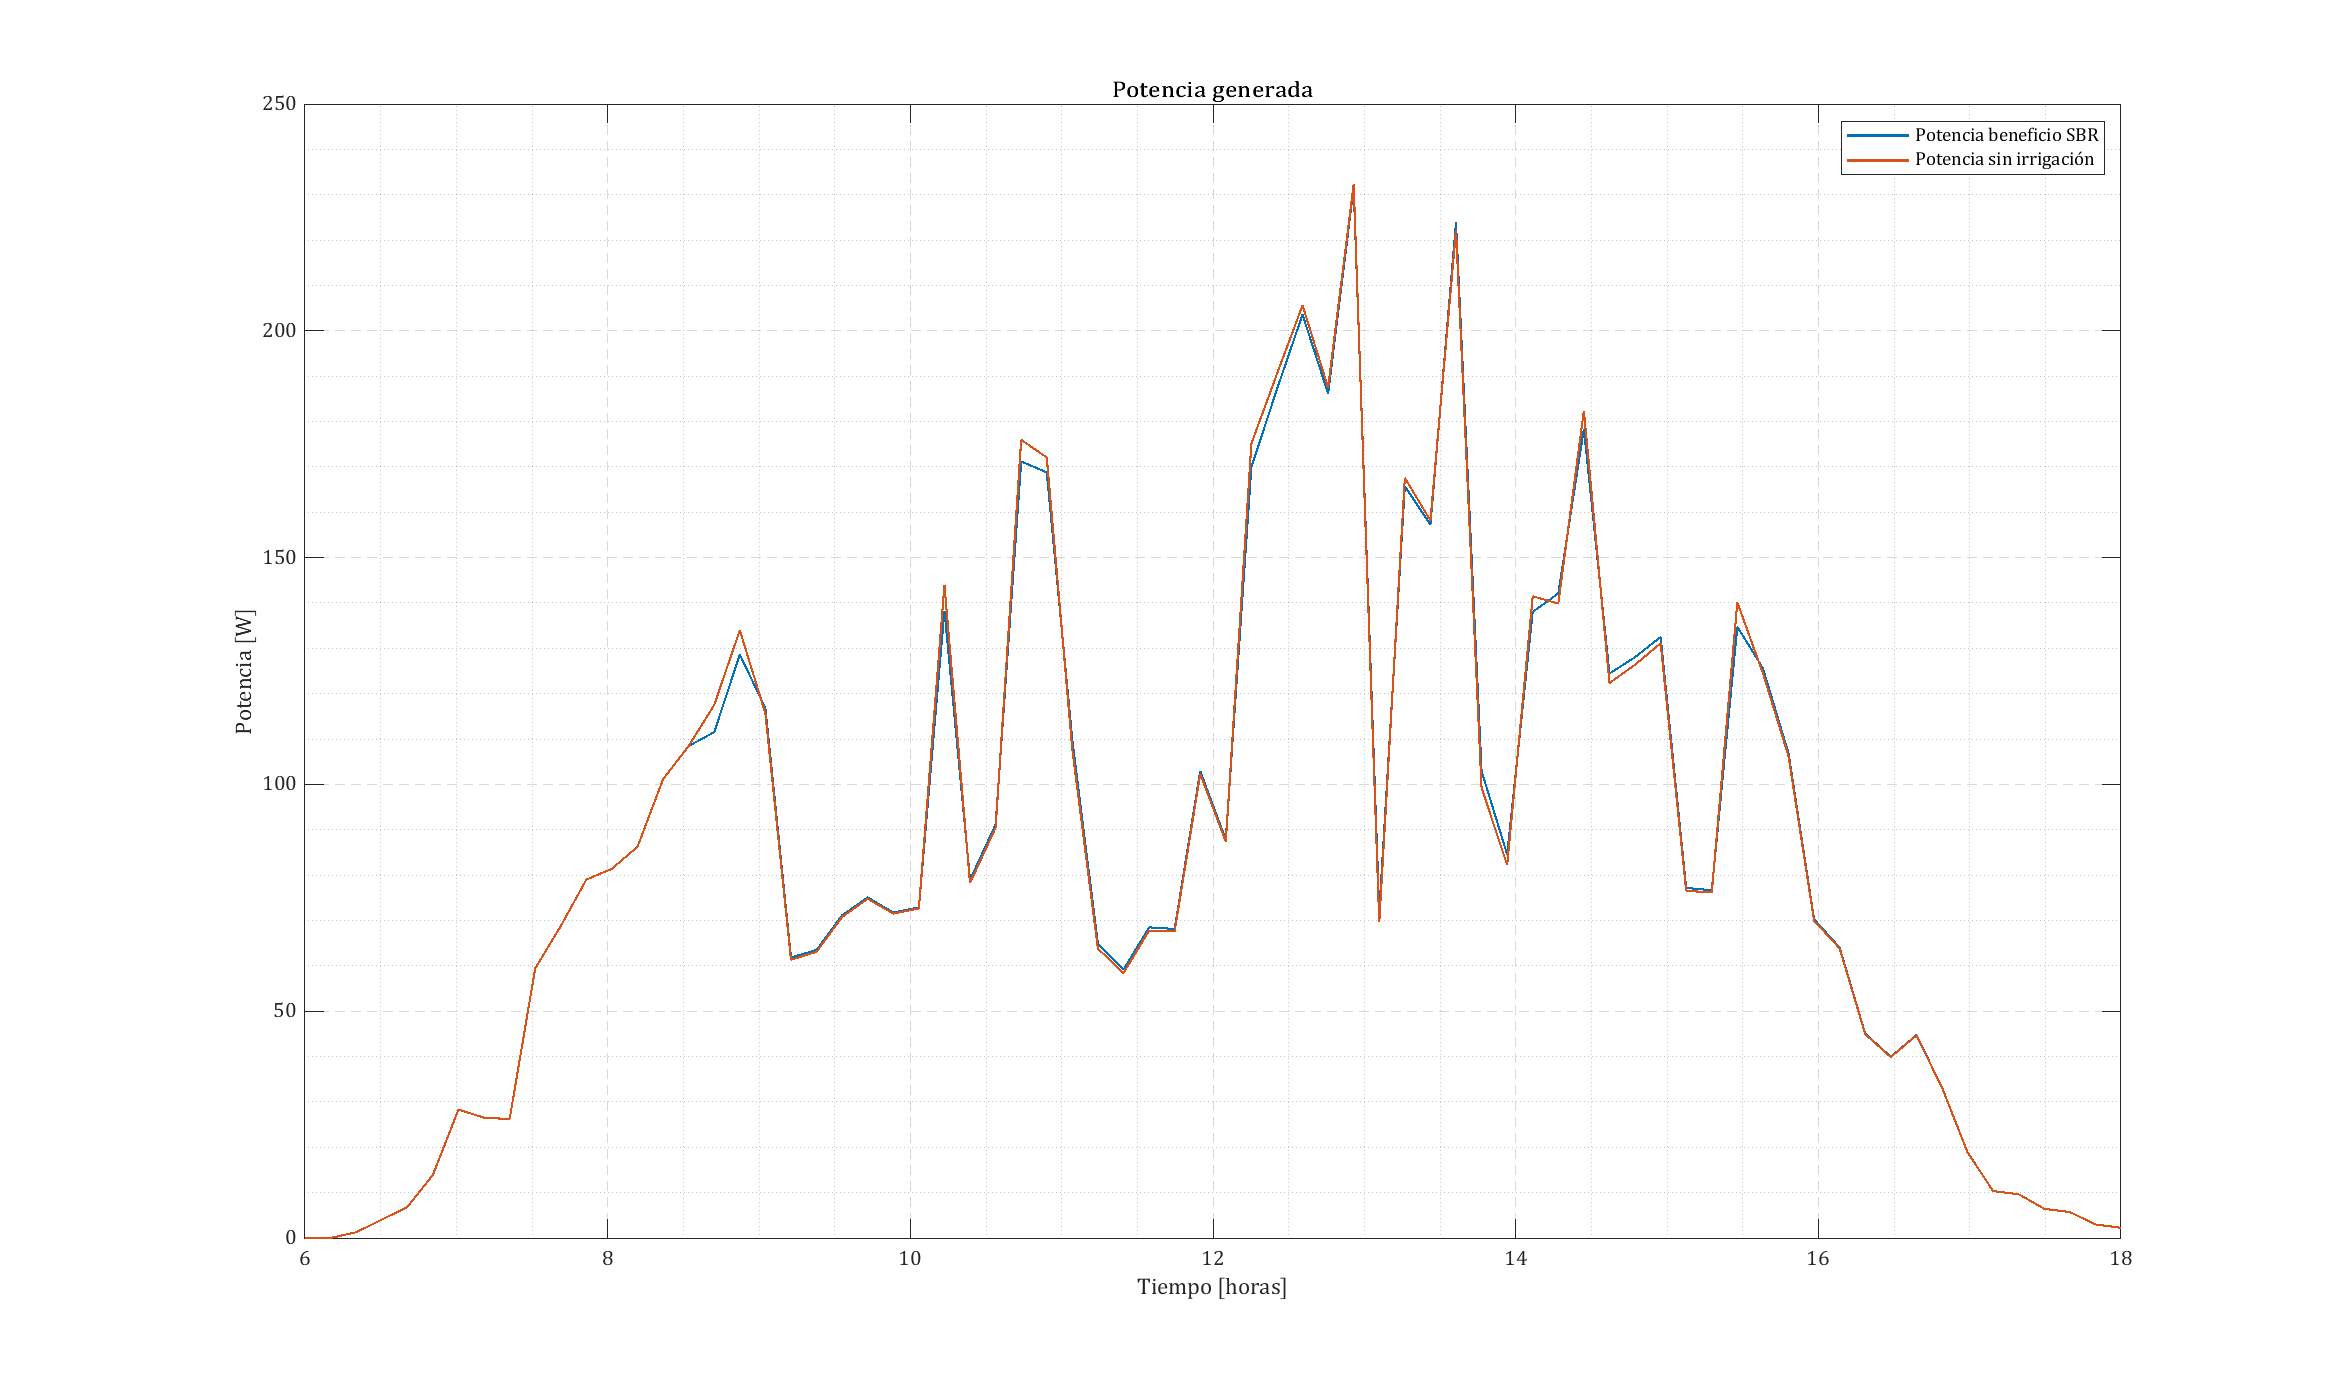 Potencia generada
250
200
150
100
50
0
Potencia [W]
Potencia beneficio SBR
Potencia sin irrigación
6 8 10 12 14 16 18
Tiempo [horas]